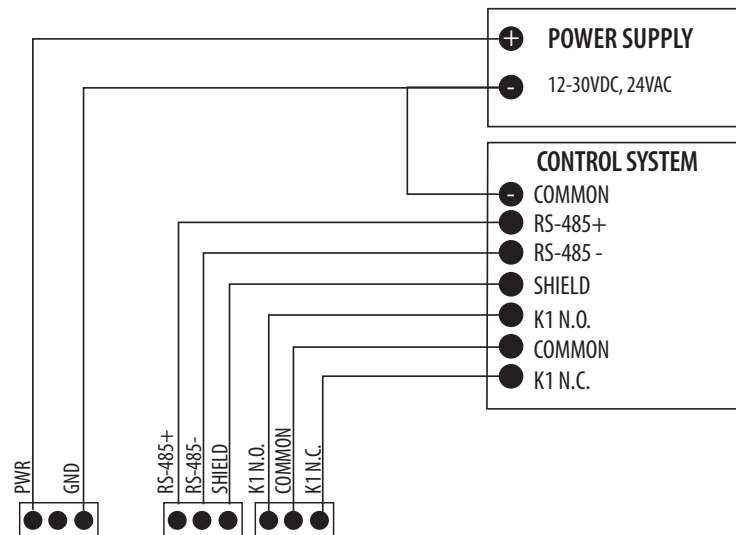 + POWER SUPPLY
- 12-30VDC, 24VAC
CONTROL SYSTEM
- COMMON
RS-485+
RS-485 -
SHIELD
K1 N.O.
COMMON
K1 N.C.
PWR
GND
RS-485+
RS-485-
SHIELD
K1 N.O.
COMMON
K1 N.C.